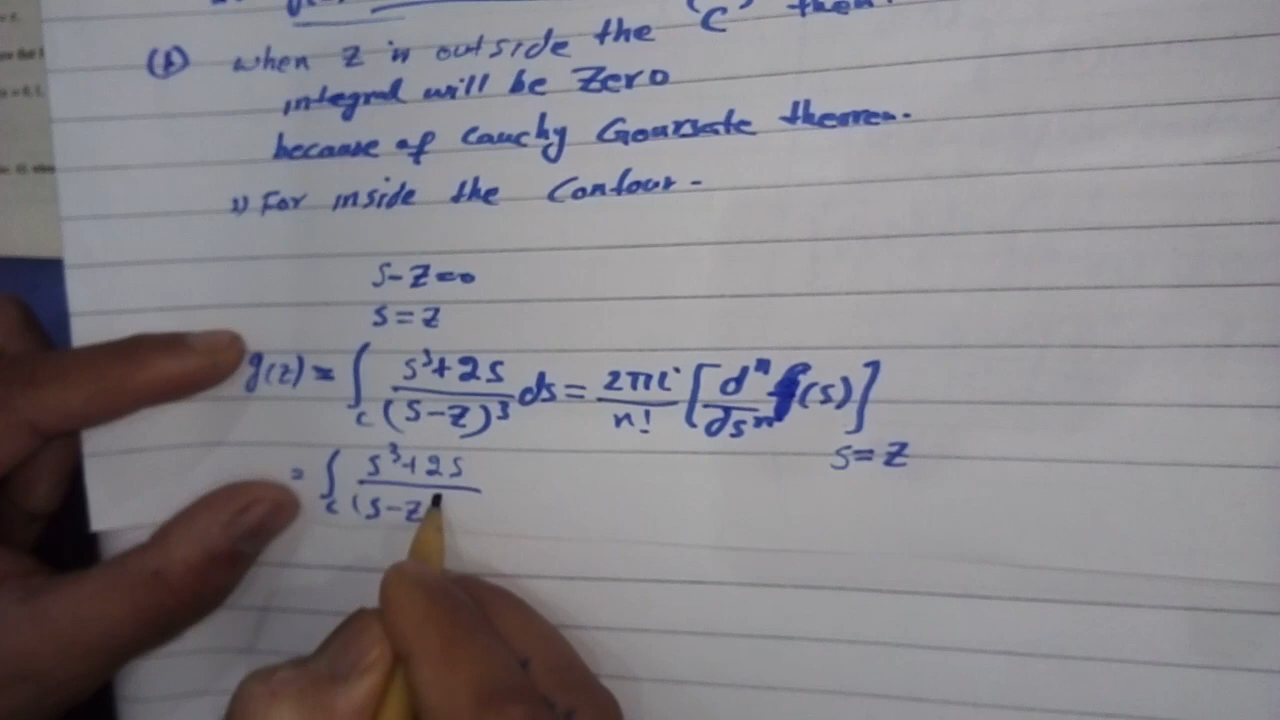 (b) when z is outside the 'C' then.
integral will be zero
because of Cauchy Goursate theorem.
1) For inside the Contour -
s-z=0
s=z
g(z) = ∫c (s³+2s)/(s-z)³ ds = 2πi/n! [dⁿ/dsⁿ f(s)]
s=z
= ∫c (s³+2s)/(s-z